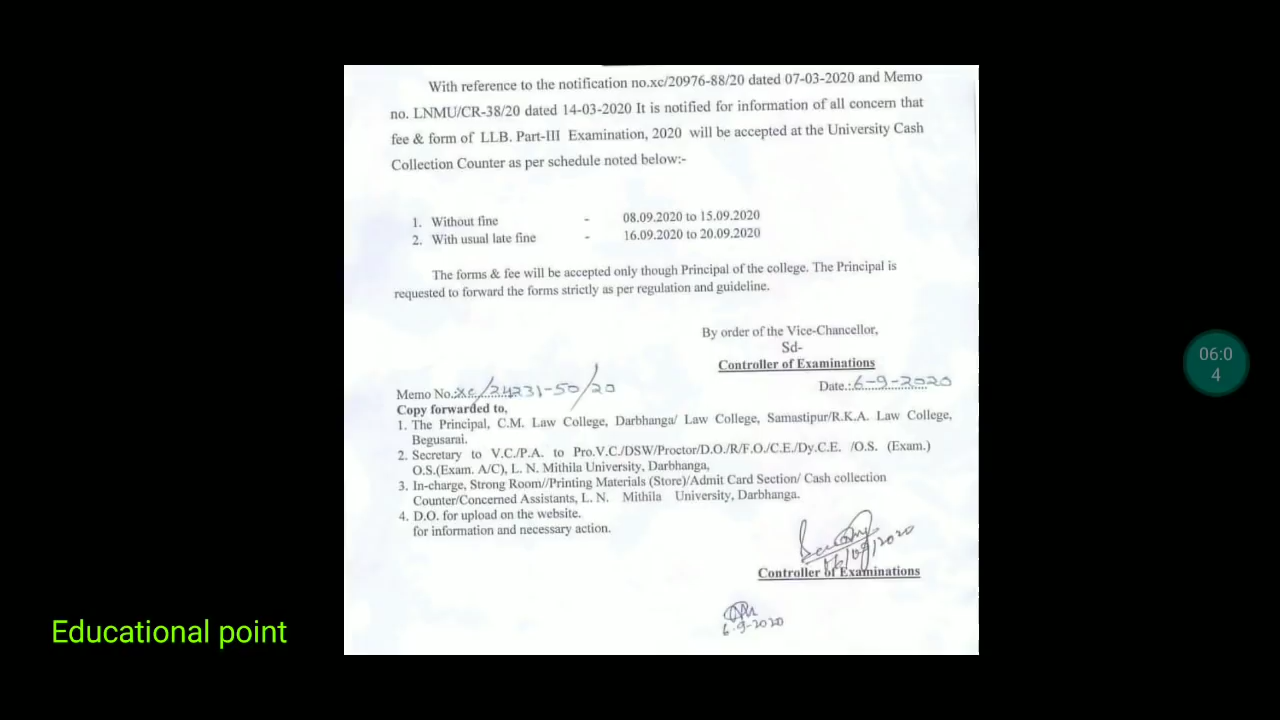 With reference to the notification no.xc/20976-88/20 dated 07-03-2020 and Memo
no. LNMU/CR-38/20 dated 14-03-2020 It is notified for information of all concern that
fee & form of LLB. Part-III Examination, 2020 will be accepted at the University Cash
Collection Counter as per schedule noted below:-
1. Without fine - 08.09.2020 to 15.09.2020
2. With usual late fine - 16.09.2020 to 20.09.2020
The forms & fee will be accepted only though Principal of the college. The Principal is
requested to forward the forms strictly as per regulation and guideline.
By order of the Vice-Chancellor,
Sd-
Controller of Examinations
Memo No.:xc/24231-50/20 Date.:6-9-2020
Copy forwarded to,
1. The Principal, C.M. Law College, Darbhanga/ Law College, Samastipur/R.K.A. Law College,
Begusarai.
2. Secretary to V.C./P.A. to Pro.V.C./DSW/Proctor/D.O./R/F.O./C.E./Dy.C.E. /O.S. (Exam.)
O.S.(Exam. A/C), L. N. Mithila University, Darbhanga,
3. In-charge, Strong Room//Printing Materials (Store)/Admit Card Section/ Cash collection
Counter/Concerned Assistants, L. N. Mithila University, Darbhanga.
4. D.O. for upload on the website.
for information and necessary action.
Controller of Examinations
6-9-2020
Educational point
06:0
4